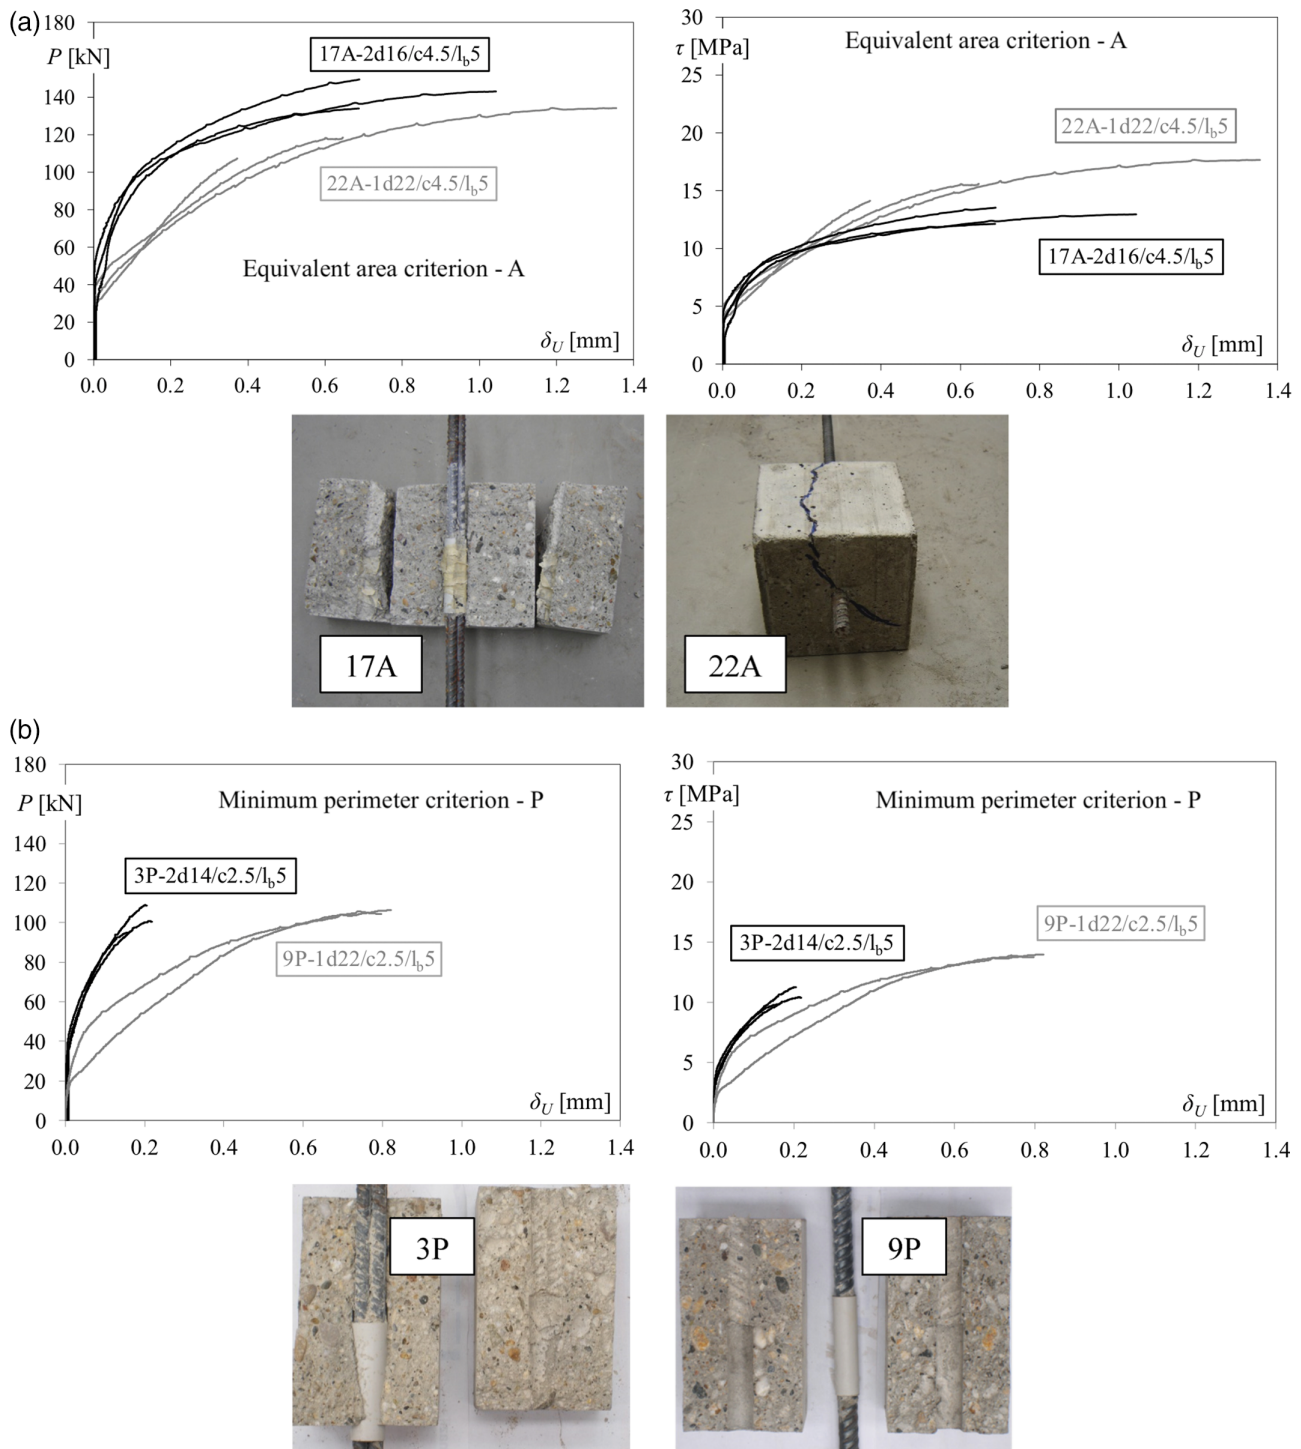 (a)
180
P [kN]
140
120
100
80
60
40
20
0
0.0 0.2 0.4 0.6 0.8 1.0 1.2 1.4
17A-2d16/c4.5/lb5
22A-1d22/c4.5/lb5
Equivalent area criterion - A
δU [mm]
30
τ [MPa]
25
20
15
10
5
0
0.0 0.2 0.4 0.6 0.8 1.0 1.2 1.4
Equivalent area criterion - A
22A-1d22/c4.5/lb5
17A-2d16/c4.5/lb5
δU [mm]
17A
22A
(b)
180
P [kN]
140
120
100
80
60
40
20
0
0.0 0.2 0.4 0.6 0.8 1.0 1.2 1.4
Minimum perimeter criterion - P
3P-2d14/c2.5/lb5
9P-1d22/c2.5/lb5
δU [mm]
30
τ [MPa]
25
20
15
10
5
0
0.0 0.2 0.4 0.6 0.8 1.0 1.2 1.4
Minimum perimeter criterion - P
9P-1d22/c2.5/lb5
3P-2d14/c2.5/lb5
δU [mm]
3P
9P